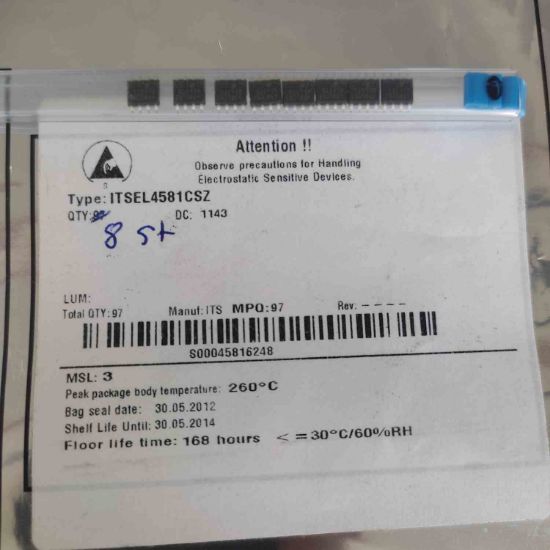 Attention !!
Observe precautions for Handling
Electrostatic Sensitive Devices.
Type: ITSEL4581CSZ
QTY: 97 DC: 1143
8 St
LUM:
Total QTY: 97 Manuf: ITS MPQ: 97 Rev: - - - -
S00045816248
MSL: 3
Peak package body temperature: 260°C
Bag seal date: 30.05.2012
Shelf Life Until: 30.05.2014
Floor life time: 168 hours <=30°C/60%RH